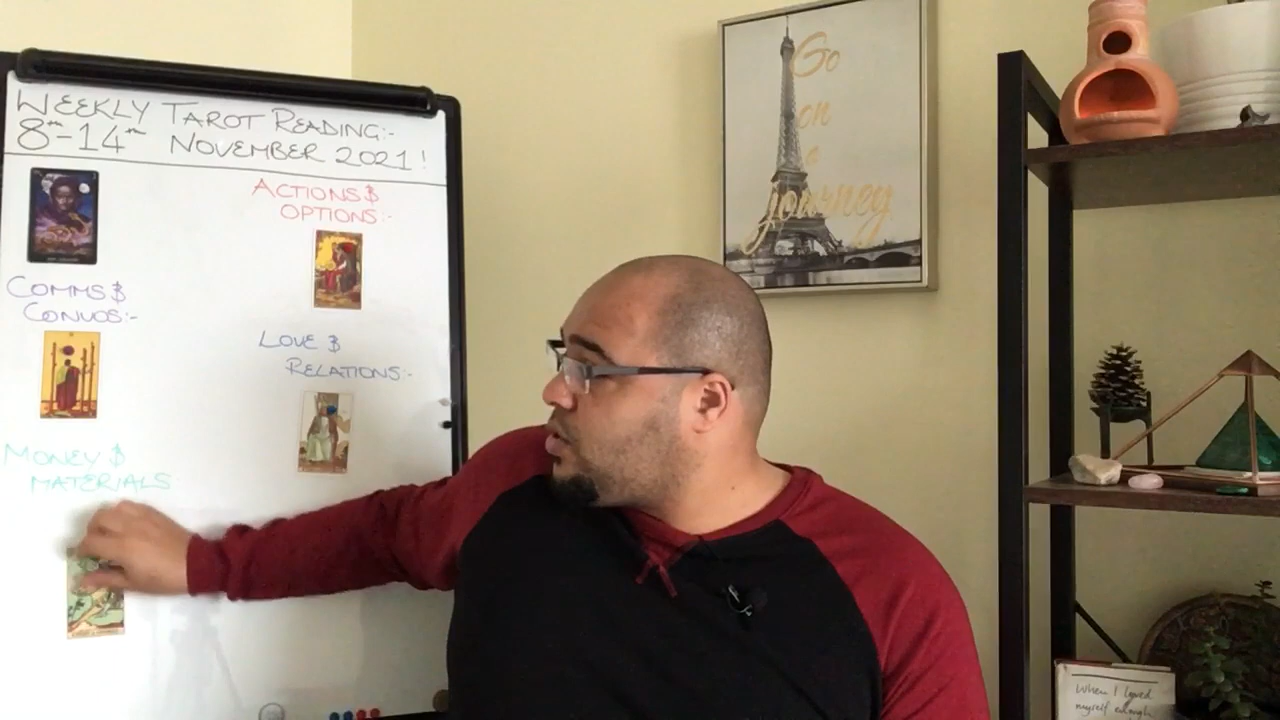 WEEKLY TAROT READING:-
8th-14th NOVEMBER 2021!
ACTIONS &
OPTIONS:-
COMMS &
CONVOS:-
LOVE &
RELATIONS:-
MONEY &
MATERIALS
Go
on
a
journey
When I loved
myself enough